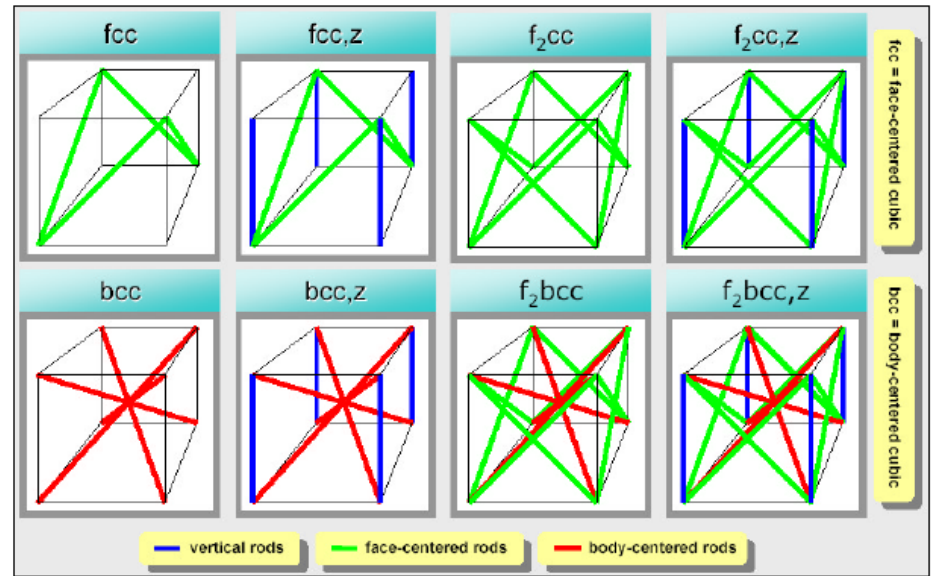 fcc
fcc,z
f₂cc
f₂cc,z
fcc = face-centered cubic
bcc
bcc,z
f₂bcc
f₂bcc,z
bcc = body-centered cubic
vertical rods
face-centered rods
body-centered rods